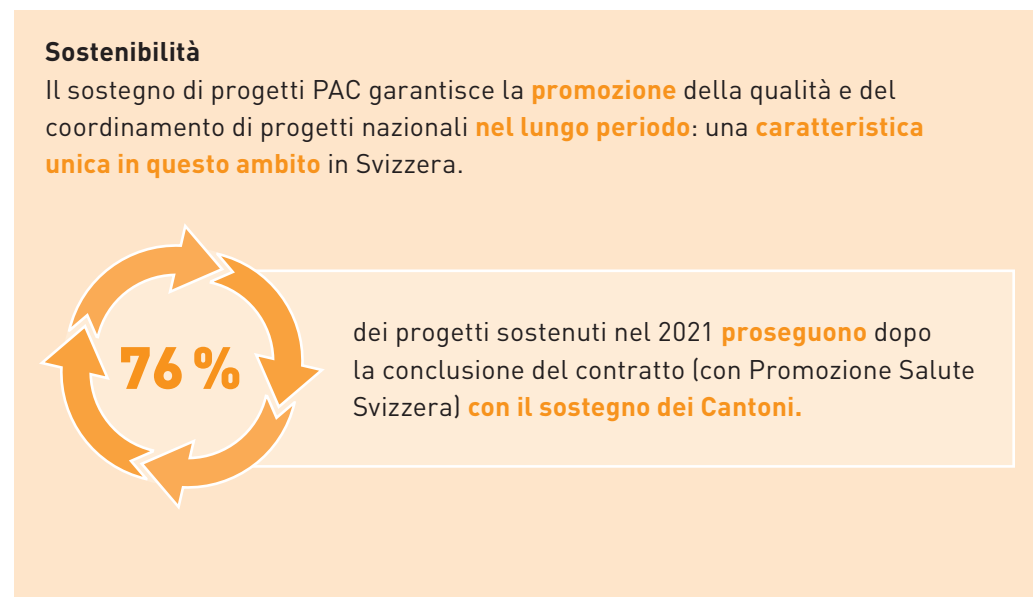 Sostenibilità
Il sostegno di progetti PAC garantisce la promozione della qualità e del
coordinamento di progetti nazionali nel lungo periodo: una caratteristica
unica in questo ambito in Svizzera.
76 %
dei progetti sostenuti nel 2021 proseguono dopo
la conclusione del contratto (con Promozione Salute
Svizzera) con il sostegno dei Cantoni.